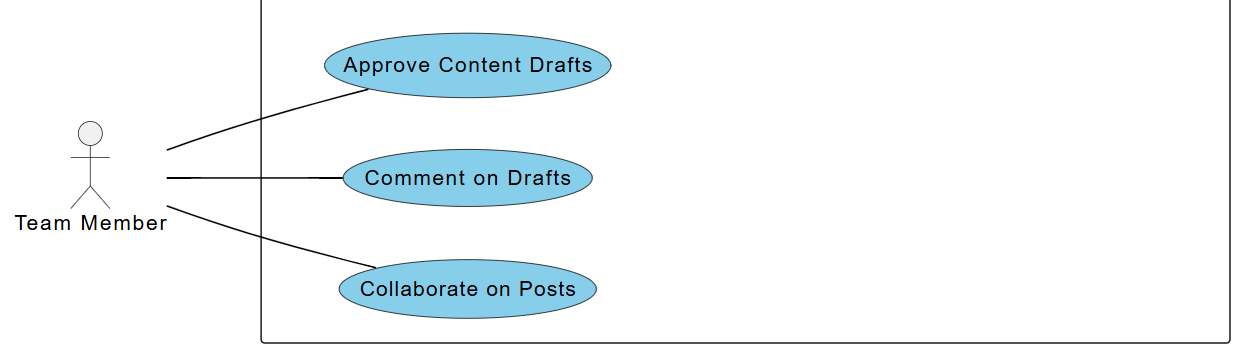 Approve Content Drafts
Comment on Drafts
Team Member
Collaborate on Posts